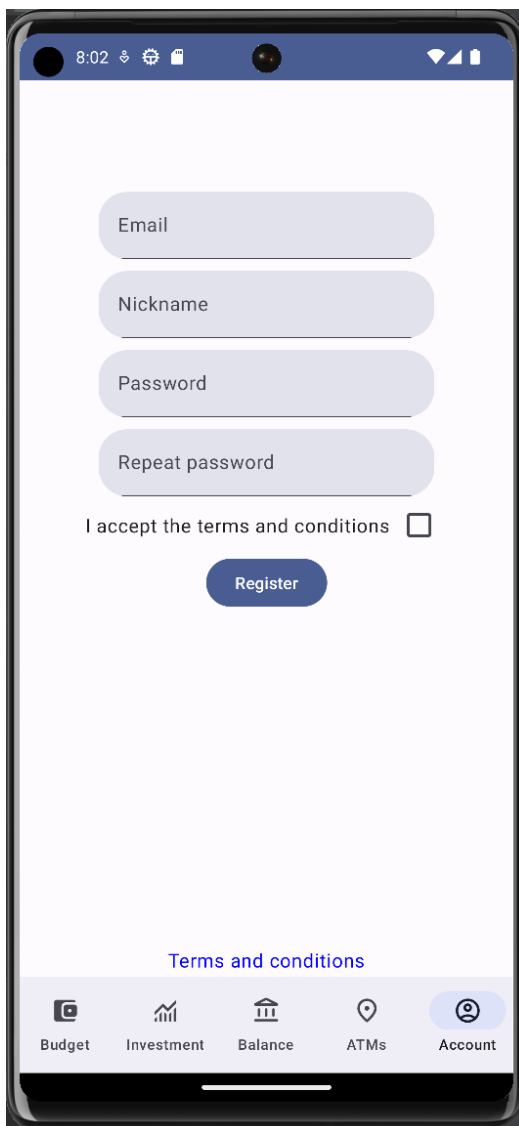 8:02
Email
Nickname
Password
Repeat password
I accept the terms and conditions
Register
Terms and conditions
Budget Investment Balance ATMs Account